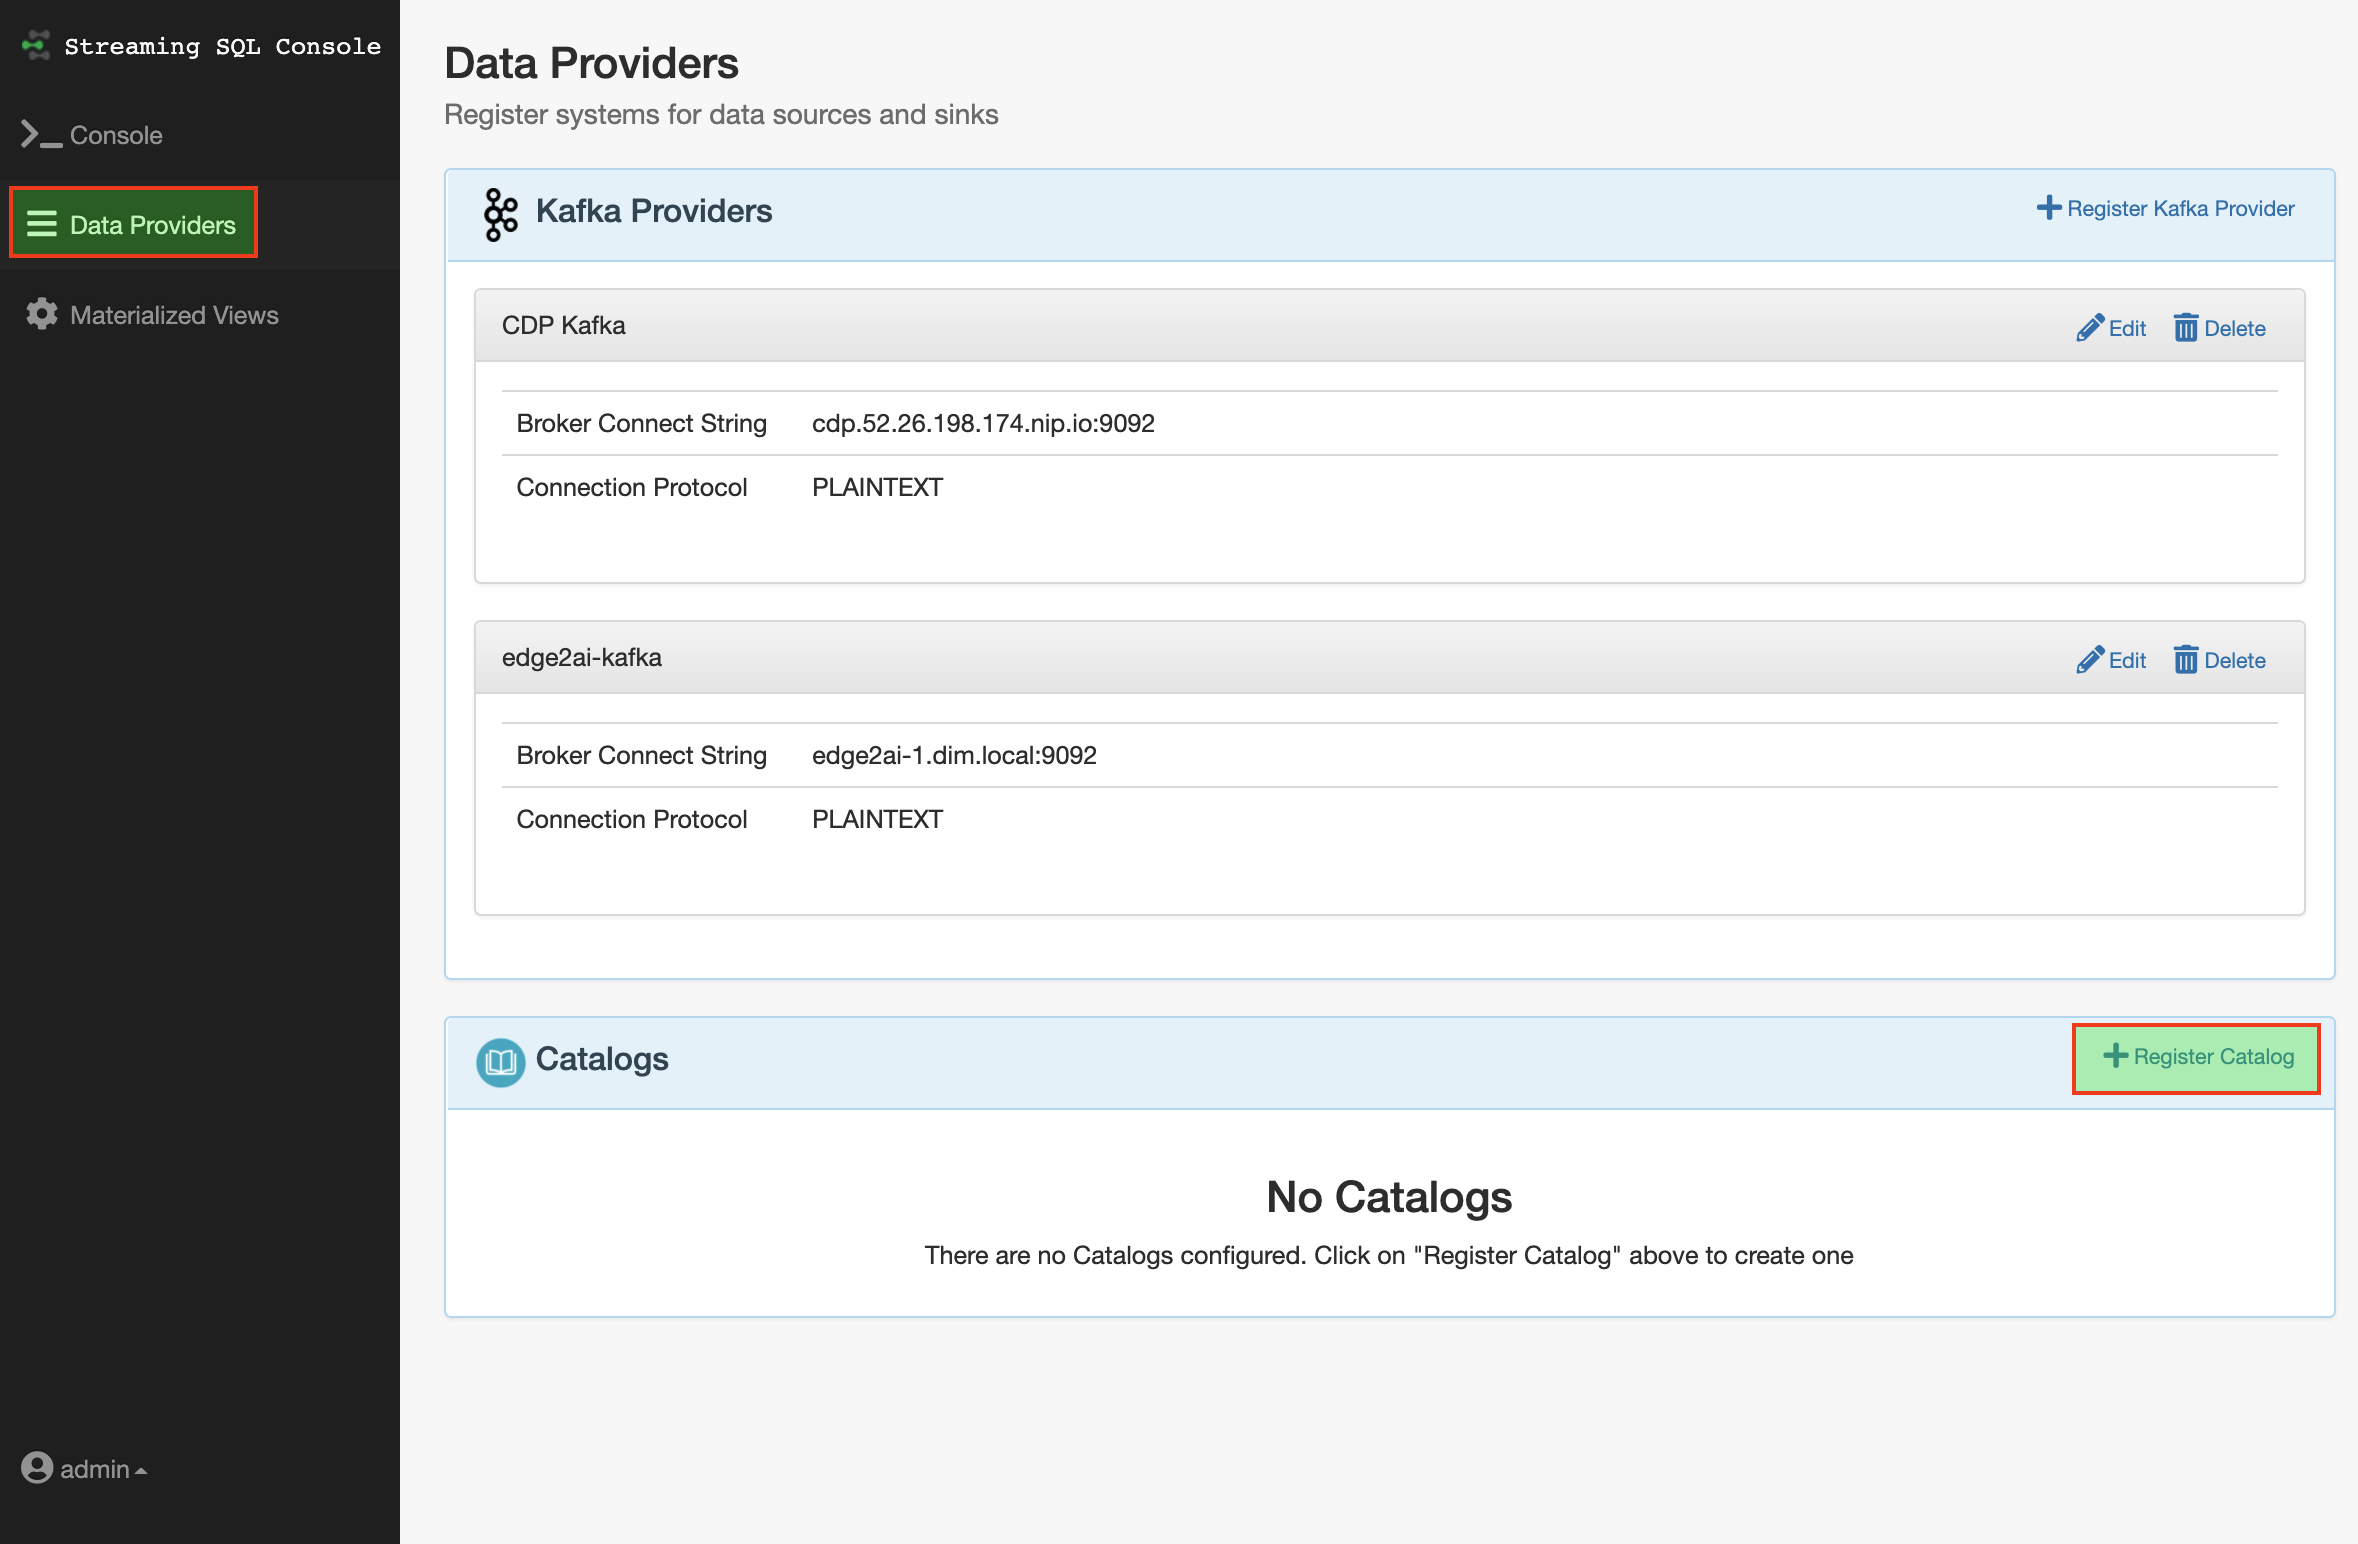 Streaming SQL Console
Console
Data Providers
Materialized Views
admin
Data Providers
Register systems for data sources and sinks
Kafka Providers
Register Kafka Provider
CDP Kafka
Edit Delete
Broker Connect String cdp.52.26.198.174.nip.io:9092
Connection Protocol PLAINTEXT
edge2ai-kafka
Edit Delete
Broker Connect String edge2ai-1.dim.local:9092
Connection Protocol PLAINTEXT
Catalogs
Register Catalog
No Catalogs
There are no Catalogs configured. Click on "Register Catalog" above to create one